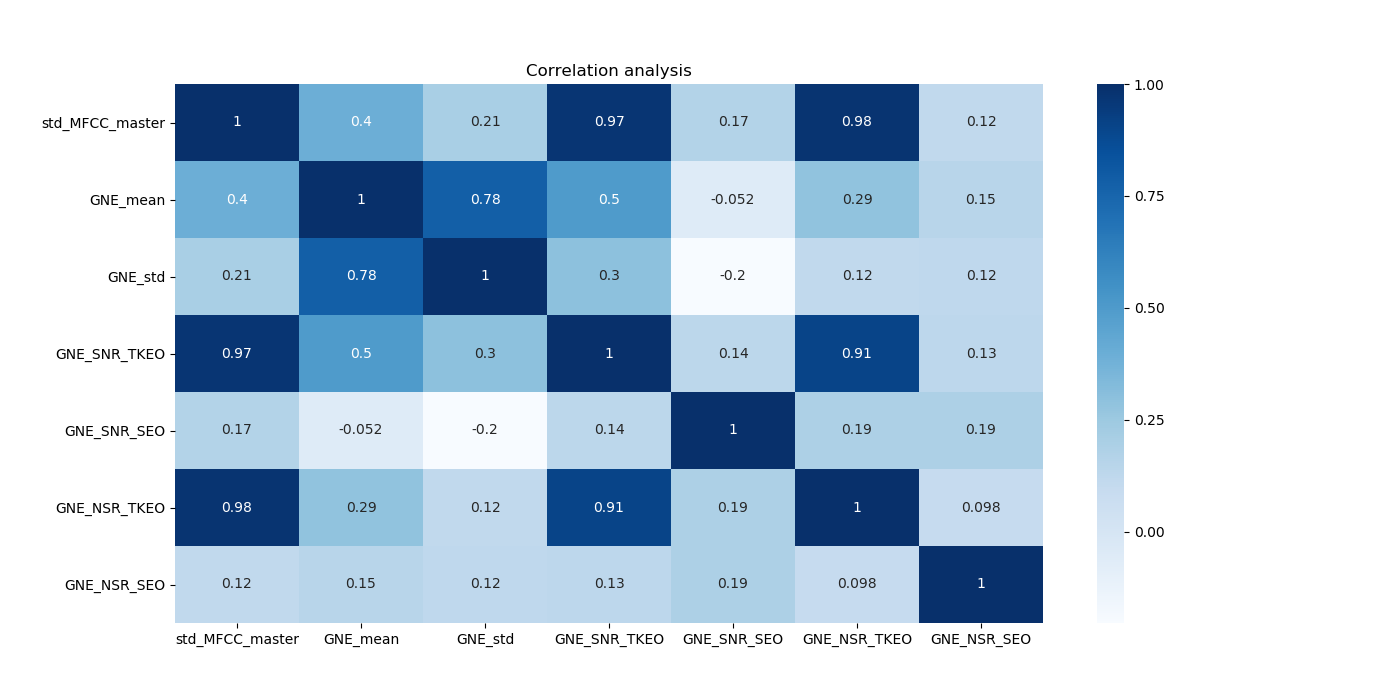 Correlation analysis
std_MFCC_master 1 0.4 0.21 0.97 0.17 0.98 0.12
GNE_mean 0.4 1 0.78 0.5 -0.052 0.29 0.15
GNE_std 0.21 0.78 1 0.3 -0.2 0.12 0.12
GNE_SNR_TKEO 0.97 0.5 0.3 1 0.14 0.91 0.13
GNE_SNR_SEO 0.17 -0.052 -0.2 0.14 1 0.19 0.19
GNE_NSR_TKEO 0.98 0.29 0.12 0.91 0.19 1 0.098
GNE_NSR_SEO 0.12 0.15 0.12 0.13 0.19 0.098 1
std_MFCC_master GNE_mean GNE_std GNE_SNR_TKEO GNE_SNR_SEO GNE_NSR_TKEO GNE_NSR_SEO
1.00
0.75
0.50
0.25
0.00